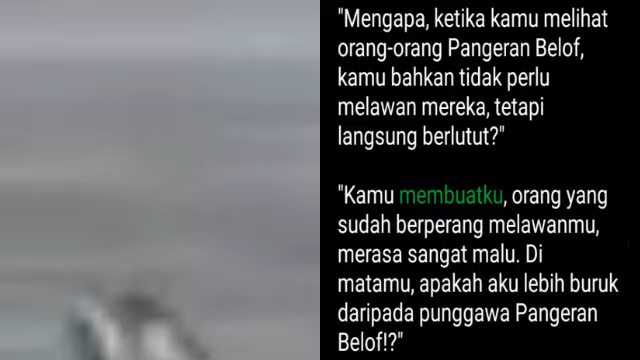 "Mengapa, ketika kamu melihat
orang-orang Pangeran Belof,
kamu bahkan tidak perlu
melawan mereka, tetapi
langsung berlutut?"
"Kamu membuatku, orang yang
sudah berperang melawanmu,
merasa sangat malu. Di
matamu, apakah aku lebih buruk
daripada punggawa Pangeran
Belof!?"